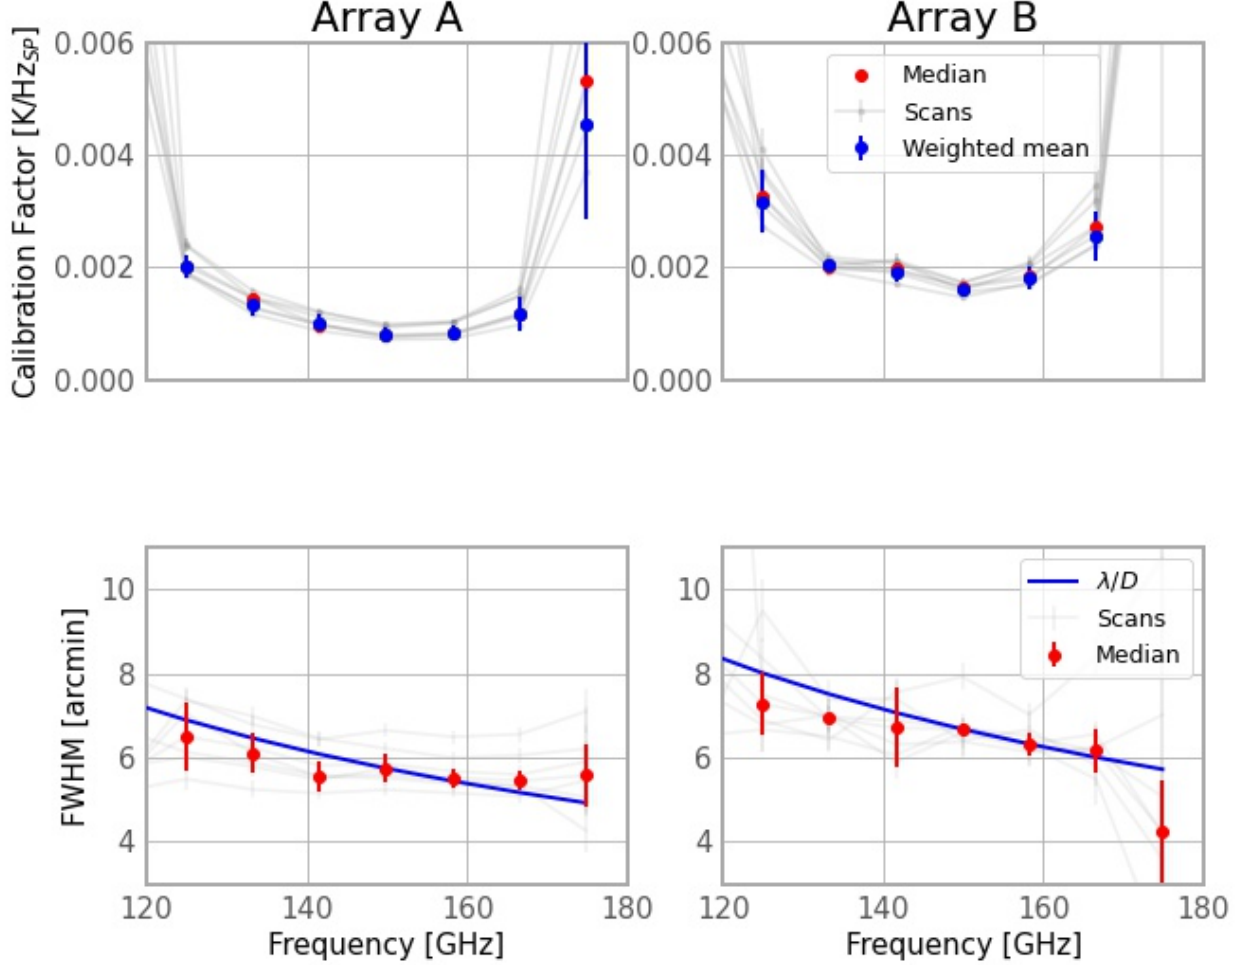 Array A
Array B
Calibration Factor [K/Hz_SP]
0.006
0.004
0.002
0.000
0.006
0.004
0.002
0.000
Median
Scans
Weighted mean
FWHM [arcmin]
10
8
6
4
120
140
160
180
Frequency [GHz]
10
8
6
4
120
140
160
180
Frequency [GHz]
λ/D
Scans
Median